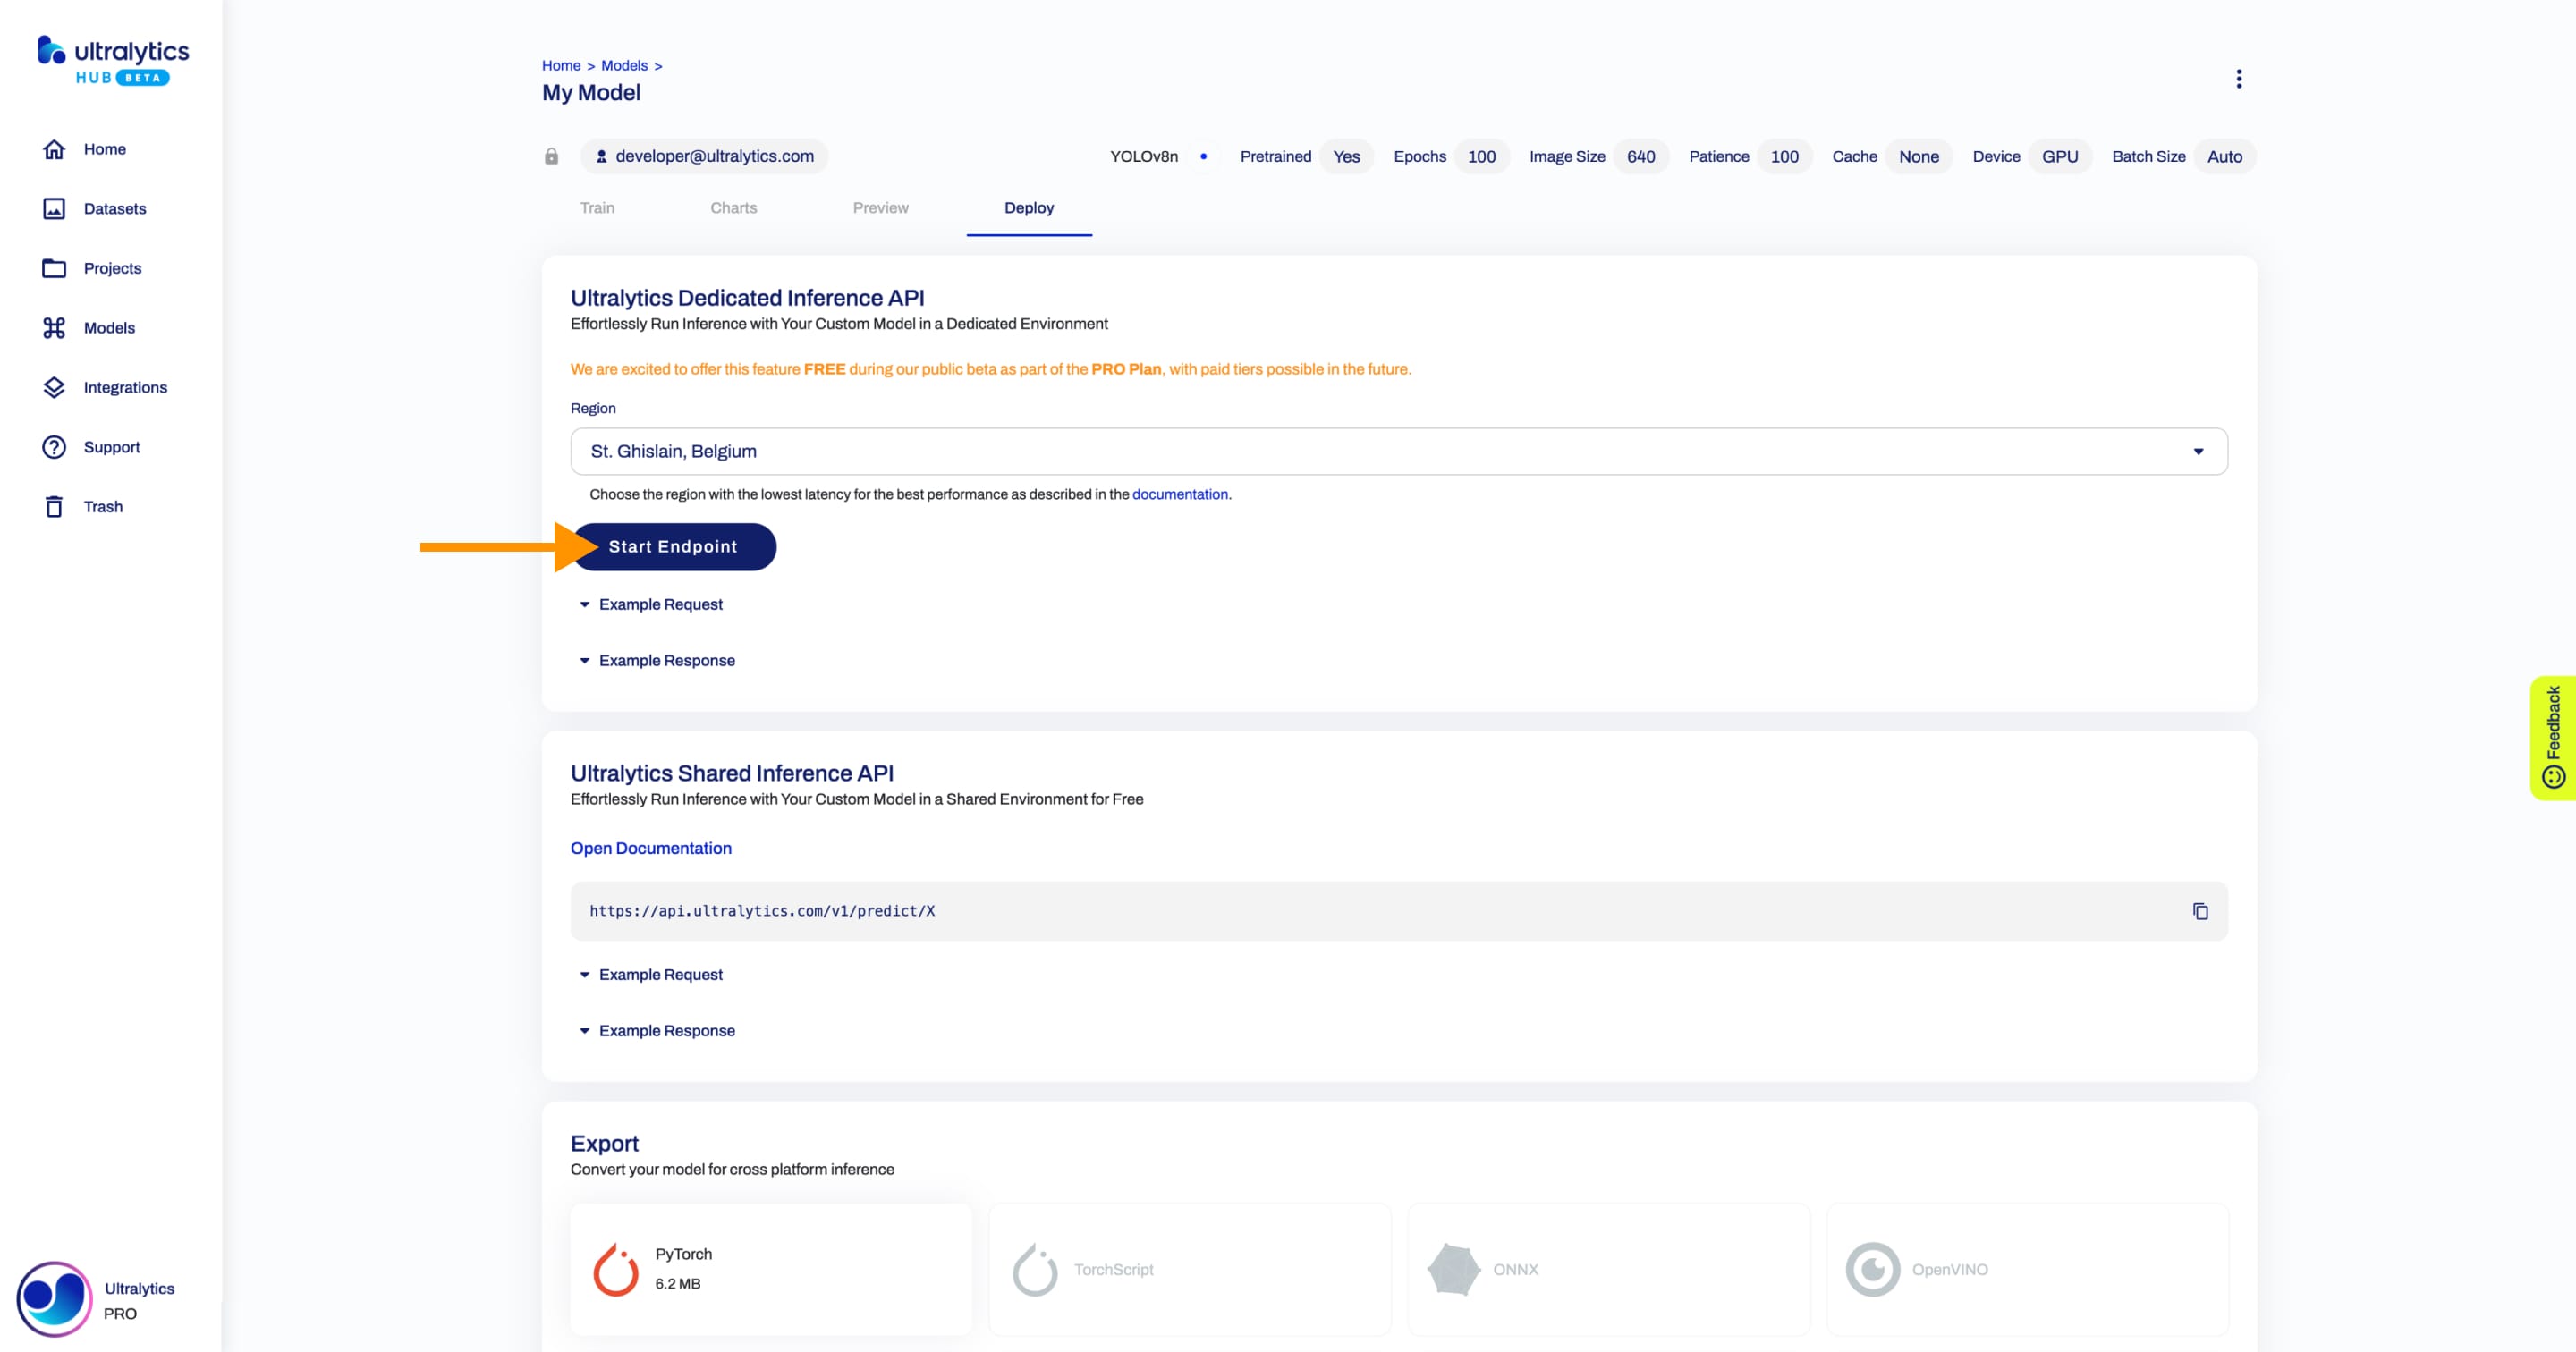 ultralytics
HUB BETA
Home
Datasets
Projects
Models
Integrations
Support
Trash
Ultralytics
PRO
Home > Models >
My Model
developer@ultralytics.com
YOLOv8n Pretrained Yes Epochs 100 Image Size 640 Patience 100 Cache None Device GPU Batch Size Auto
Train Charts Preview Deploy
Ultralytics Dedicated Inference API
Effortlessly Run Inference with Your Custom Model in a Dedicated Environment
We are excited to offer this feature FREE during our public beta as part of the PRO Plan, with paid tiers possible in the future.
Region
St. Ghislain, Belgium
Choose the region with the lowest latency for the best performance as described in the documentation.
Start Endpoint
Example Request
Example Response
Ultralytics Shared Inference API
Effortlessly Run Inference with Your Custom Model in a Shared Environment for Free
Open Documentation
https://api.ultralytics.com/v1/predict/X
Example Request
Example Response
Export
Convert your model for cross platform inference
PyTorch
6.2 MB
TorchScript
ONNX
OpenVINO
Feedback